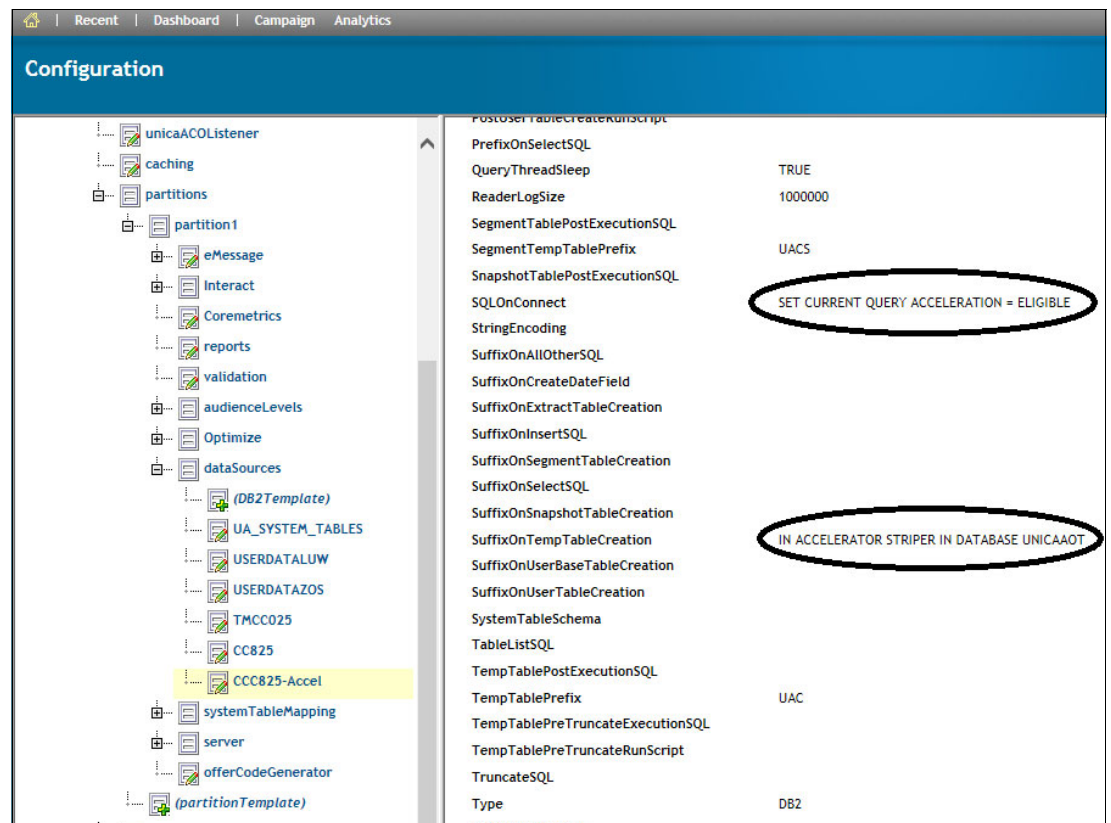 Recent | Dashboard | Campaign Analytics
Configuration
unicaACOListener
caching
partitions
partition1
eMessage
Interact
Coremetrics
reports
validation
audienceLevels
Optimize
dataSources
(DB2Template)
UA_SYSTEM_TABLES
USERDATALUW
USERDATAZOS
TMCC025
CC825
CCC825-Accel
systemTableMapping
server
offerCodeGenerator
(partitionTemplate)
PostUserTableCreateRunScript
PrefixOnSelectSQL
QueryThreadSleep TRUE
ReaderLogSize 1000000
SegmentTablePostExecutionSQL
SegmentTempTablePrefix UACS
SnapshotTablePostExecutionSQL
SQLOnConnect SET CURRENT QUERY ACCELERATION = ELIGIBLE
StringEncoding
SuffixOnAllOtherSQL
SuffixOnCreateDateField
SuffixOnExtractTableCreation
SuffixOnInsertSQL
SuffixOnSegmentTableCreation
SuffixOnSelectSQL
SuffixOnSnapshotTableCreation
SuffixOnTempTableCreation IN ACCELERATOR STRIPER IN DATABASE UNICAAOT
SuffixOnUserBaseTableCreation
SuffixOnUserTableCreation
SystemTableSchema
TableListSQL
TempTablePostExecutionSQL
TempTablePrefix UAC
TempTablePreTruncateExecutionSQL
TempTablePreTruncateRunScript
TruncateSQL
Type DB2